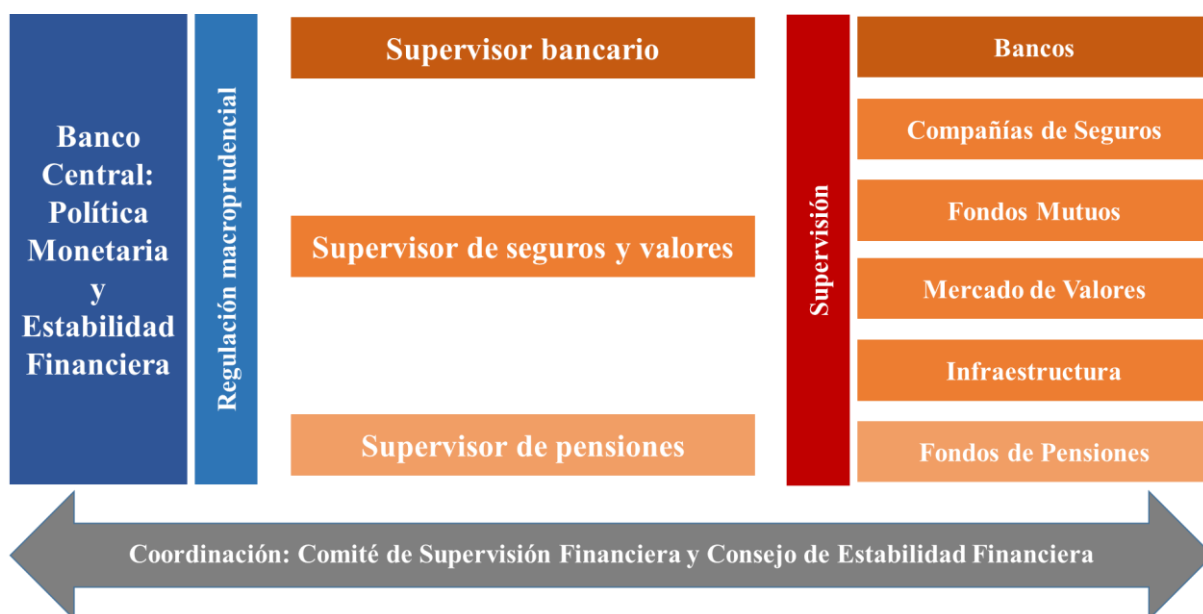 Banco
Central:
Política
Monetaria
y
Estabilidad
Financiera
Regulación macroprudencial
Supervisor bancario
Supervisor de seguros y valores
Supervisor de pensiones
Supervisión
Bancos
Compañías de Seguros
Fondos Mutuos
Mercado de Valores
Infraestructura
Fondos de Pensiones
Coordinación: Comité de Supervisión Financiera y Consejo de Estabilidad Financiera